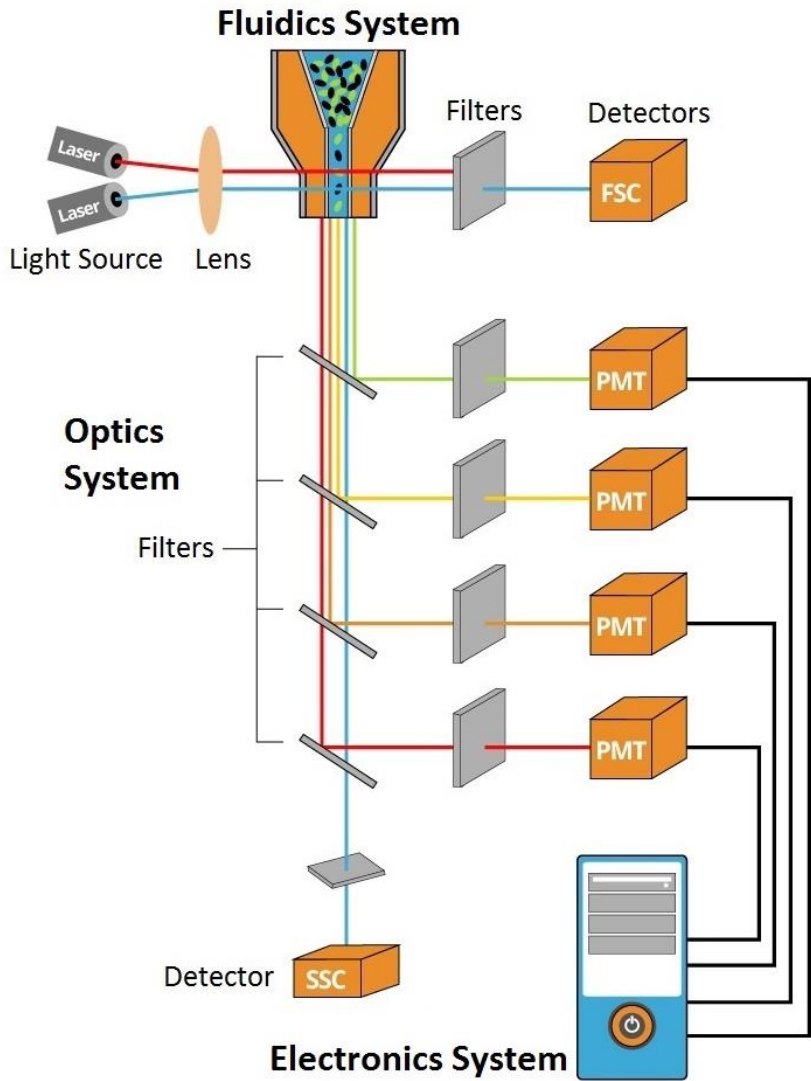 Fluidics System
Filters
Detectors
Laser
Laser
FSC
Light Source
Lens
PMT
Optics
System
PMT
Filters
PMT
PMT
Detector
SSC
Electronics System